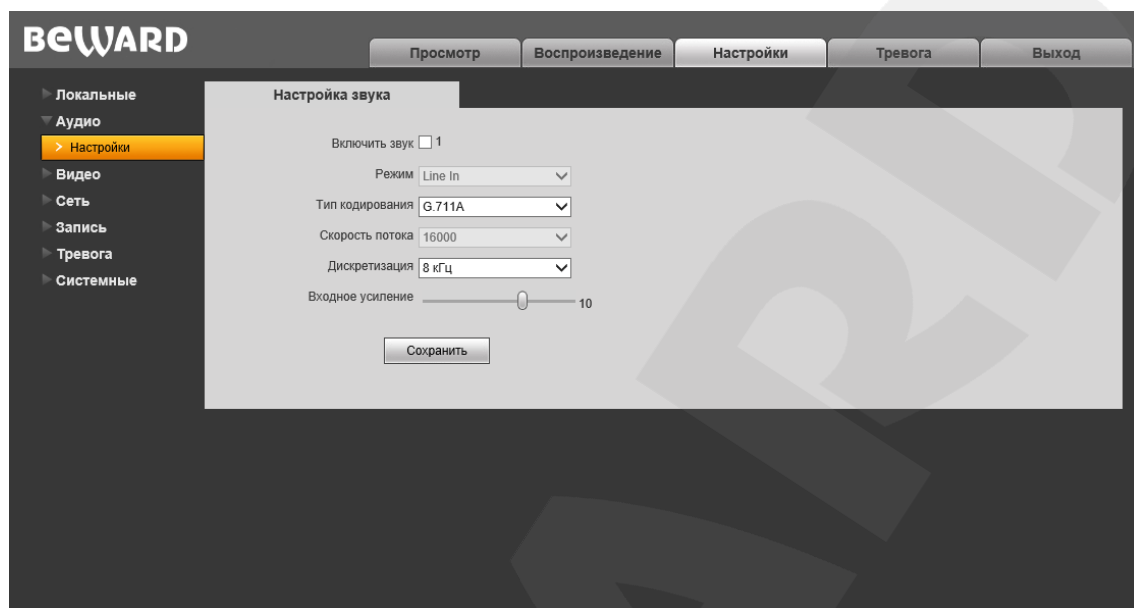 BEWARD
Просмотр
Воспроизведение
Настройки
Тревога
Выход
Локальные
Аудио
> Настройки
Видео
Сеть
Запись
Тревога
Системные
Настройка звука
Включить звук 1
Режим Line In
Тип кодирования G.711A
Скорость потока 16000
Дискретизация 8 кГц
Входное усиление 10
Сохранить